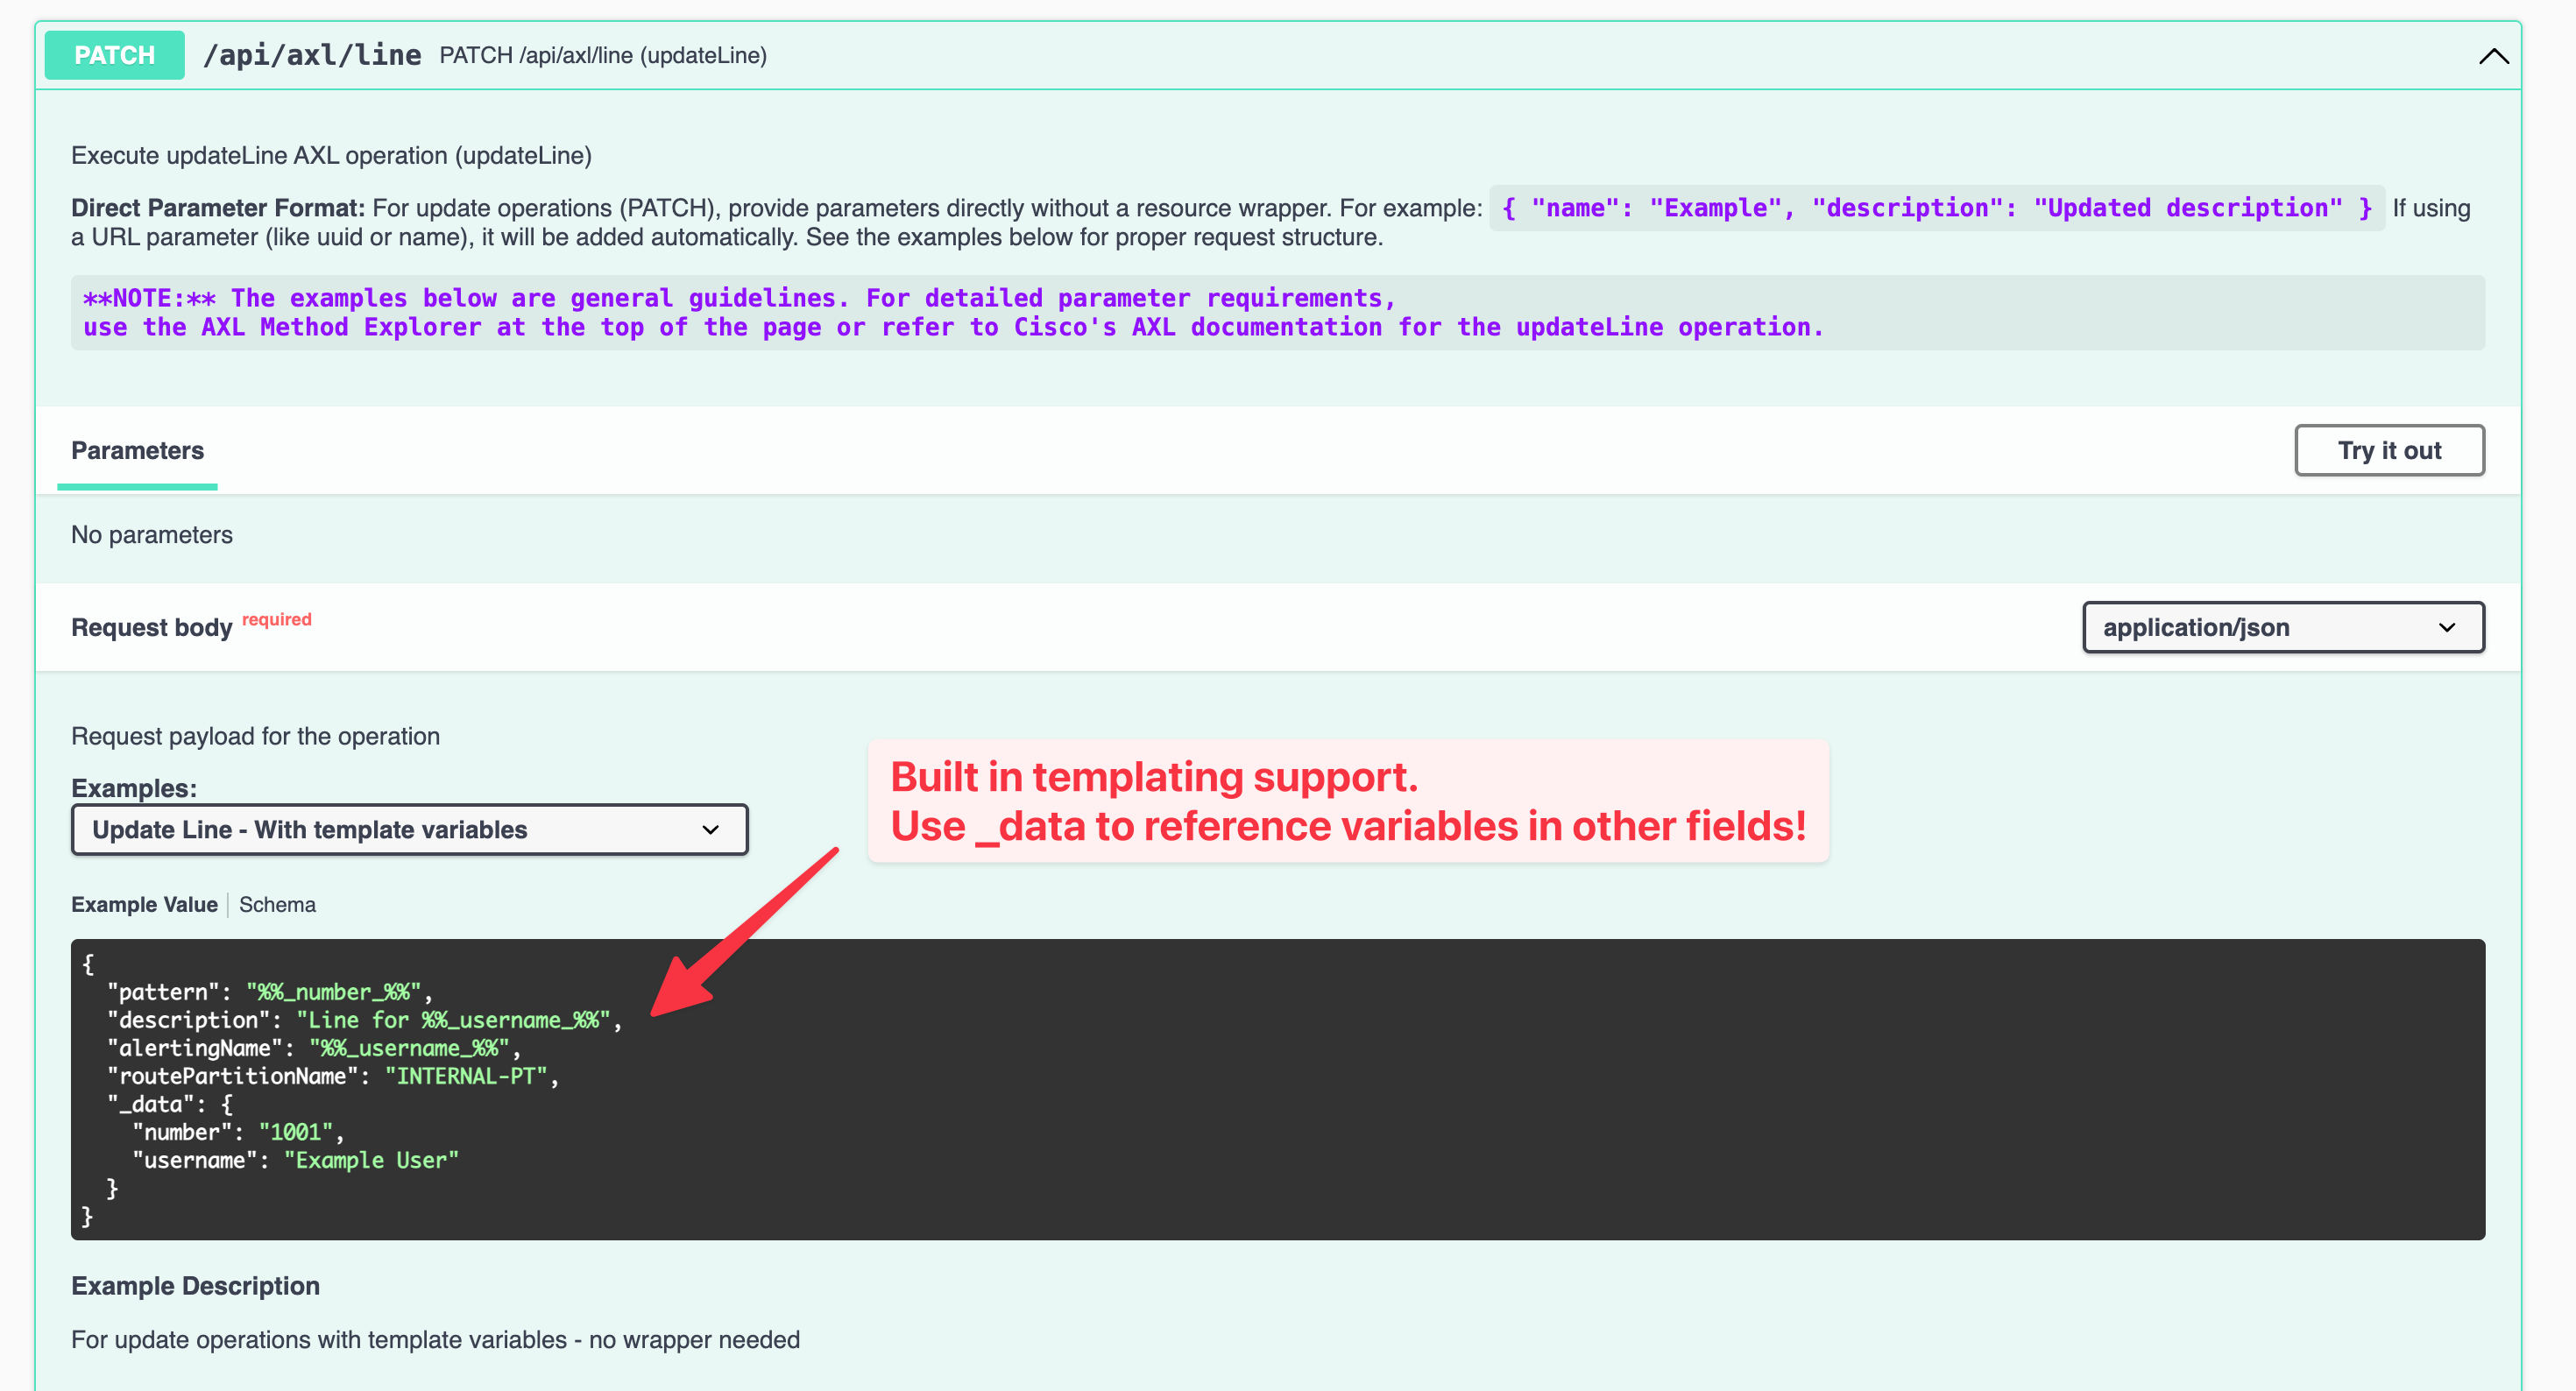 PATCH /api/axl/line PATCH /api/axl/line (updateLine)
Execute updateLine AXL operation (updateLine)
Direct Parameter Format: For update operations (PATCH), provide parameters directly without a resource wrapper. For example: { "name": "Example", "description": "Updated description" } If using
a URL parameter (like uuid or name), it will be added automatically. See the examples below for proper request structure.
**NOTE:** The examples below are general guidelines. For detailed parameter requirements,
use the AXL Method Explorer at the top of the page or refer to Cisco's AXL documentation for the updateLine operation.
Parameters
Try it out
No parameters
Request body required
application/json
Request payload for the operation
Built in templating support.
Use _data to reference variables in other fields!
Examples:
Update Line - With template variables
Example Value Schema
{
"pattern": "%%_number_%%",
"description": "Line for %%_username_%%",
"alertingName": "%%_username_%%",
"routePartitionName": "INTERNAL-PT",
"_data": {
"number": "1001",
"username": "Example User"
}
}
Example Description
For update operations with template variables - no wrapper needed